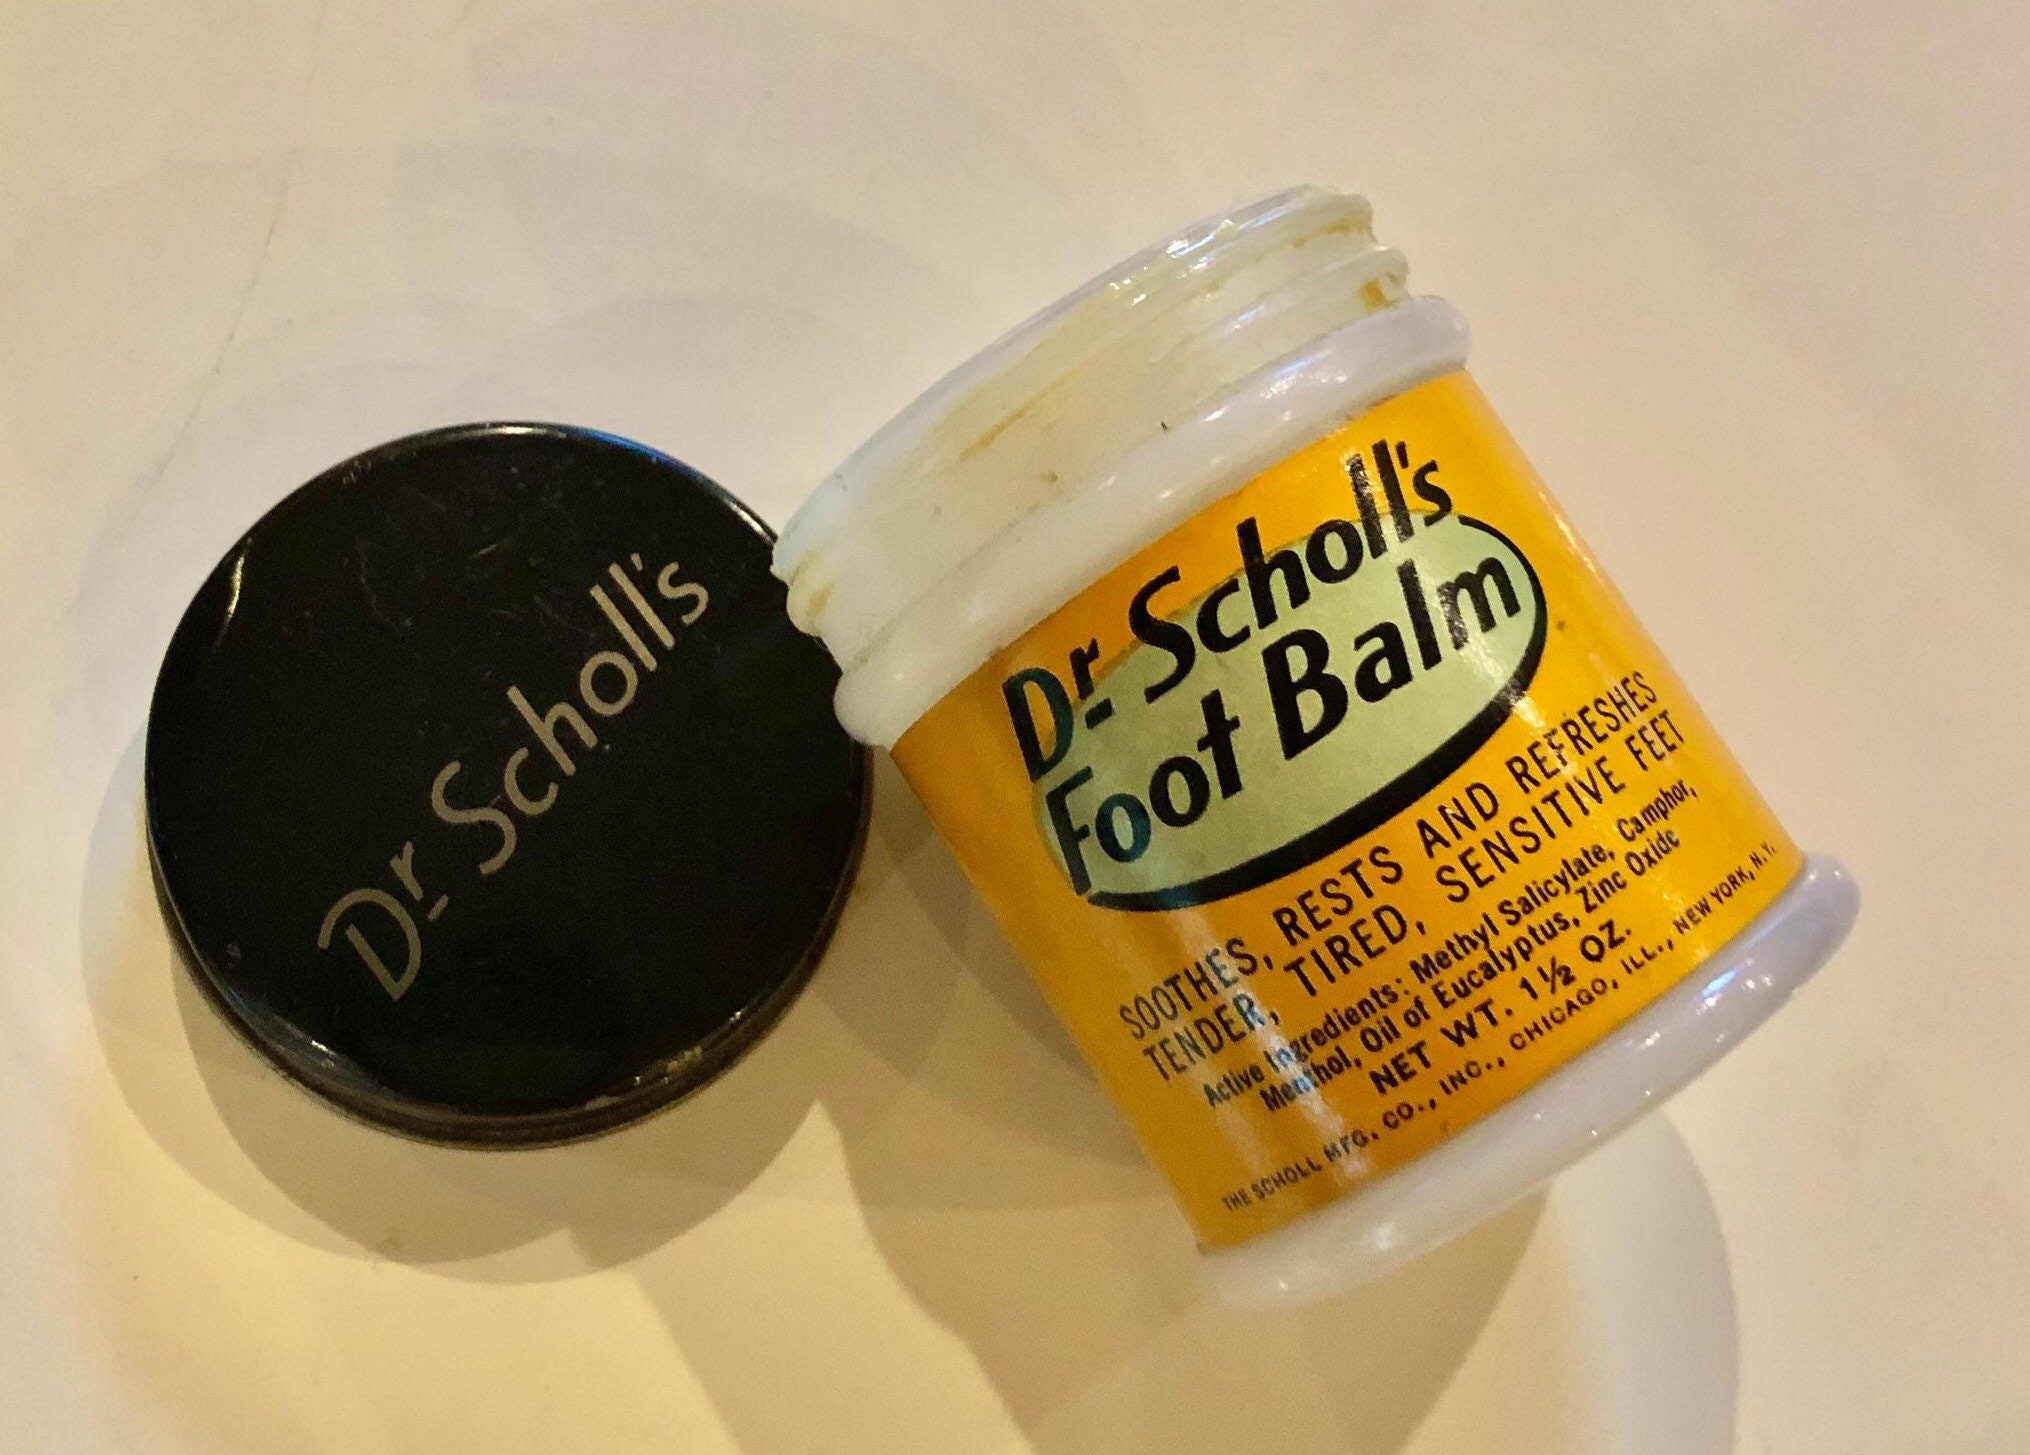 Dr Scholl's
Dr Scholl's
Foot Balm
SOOTHES, RESTS AND REFRESHES
TENDER, TIRED, SENSITIVE FEET
Active Ingredients: Methyl Salicylate, Camphor,
Menthol, Oil of Eucalyptus, Zinc Oxide
NET WT. 1 ½ OZ.
THE SCHOLL MFG. CO., INC., CHICAGO, ILL., NEW YORK, N.Y.